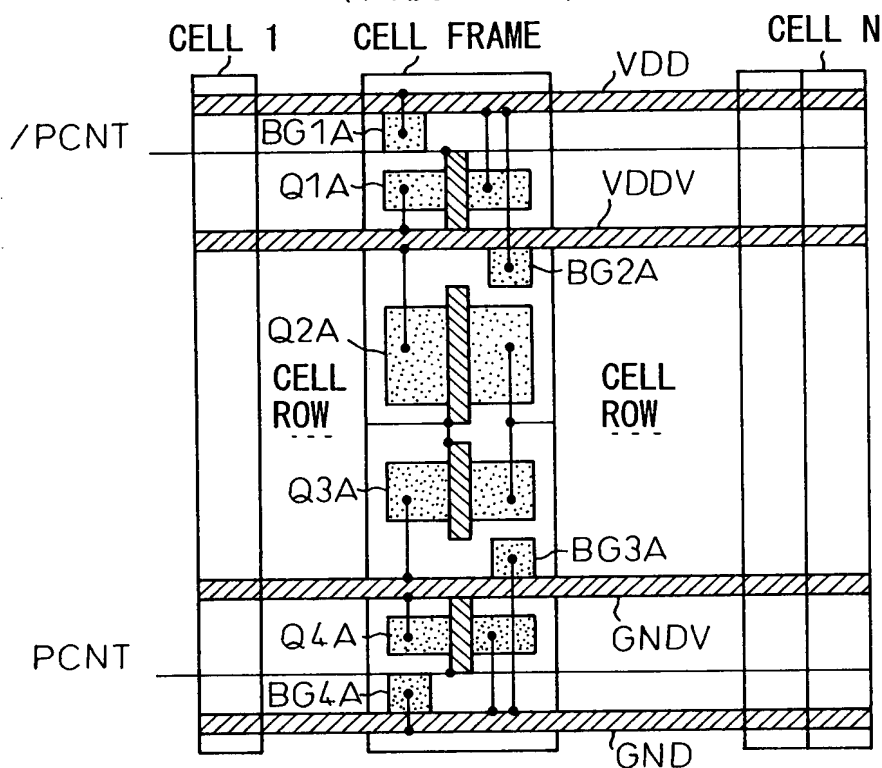 CELL 1
CELL FRAME
CELL N
VDD
/PCNT
BG1A
Q1A
VDDV
BG2A
Q2A
CELL
ROW
CELL
ROW
Q3A
BG3A
Q4A
GNDV
PCNT
BG4A
GND